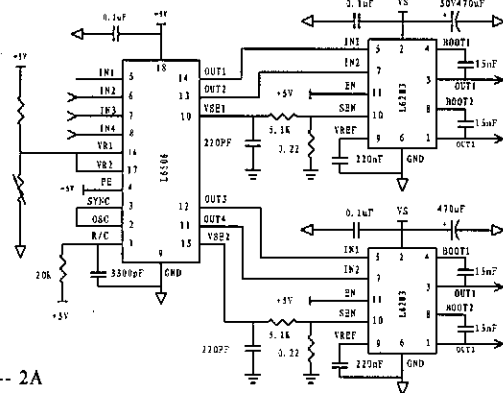 0.1uF
+5V
+5V
18
IN1 5
IN2 6
IN3 7
IN4 8
VR1 16
VR2 17
PE 4
+5V
SYNC 3
OSC 2
R/C 1
L6506
14 OUT1
13 OUT2
10 VSE1
12 OUT3
11 OUT4
15 VSE2
9
GND
20k
3300pF
+5V
220PF
5.1K
0.22
0.1uF
VS
50V470uF
IN1 5
IN2 7
EN 11
+5V
SEN 10
VREF 9
2
L6203
4 BOOT1
15nF
3 OUT1
8 BOOT2
15nF
1 OUT2
6
GND
220nF
0.1uF
VS
470uF
IN1 5
IN2 7
EN 11
+5V
SEN 10
VREF 9
2
L6203
4 BOOT1
15nF
3 OUT1
8 BOOT2
15nF
1 OUT2
6
GND
220nF
220PF
5.1K
0.22
-- 2A